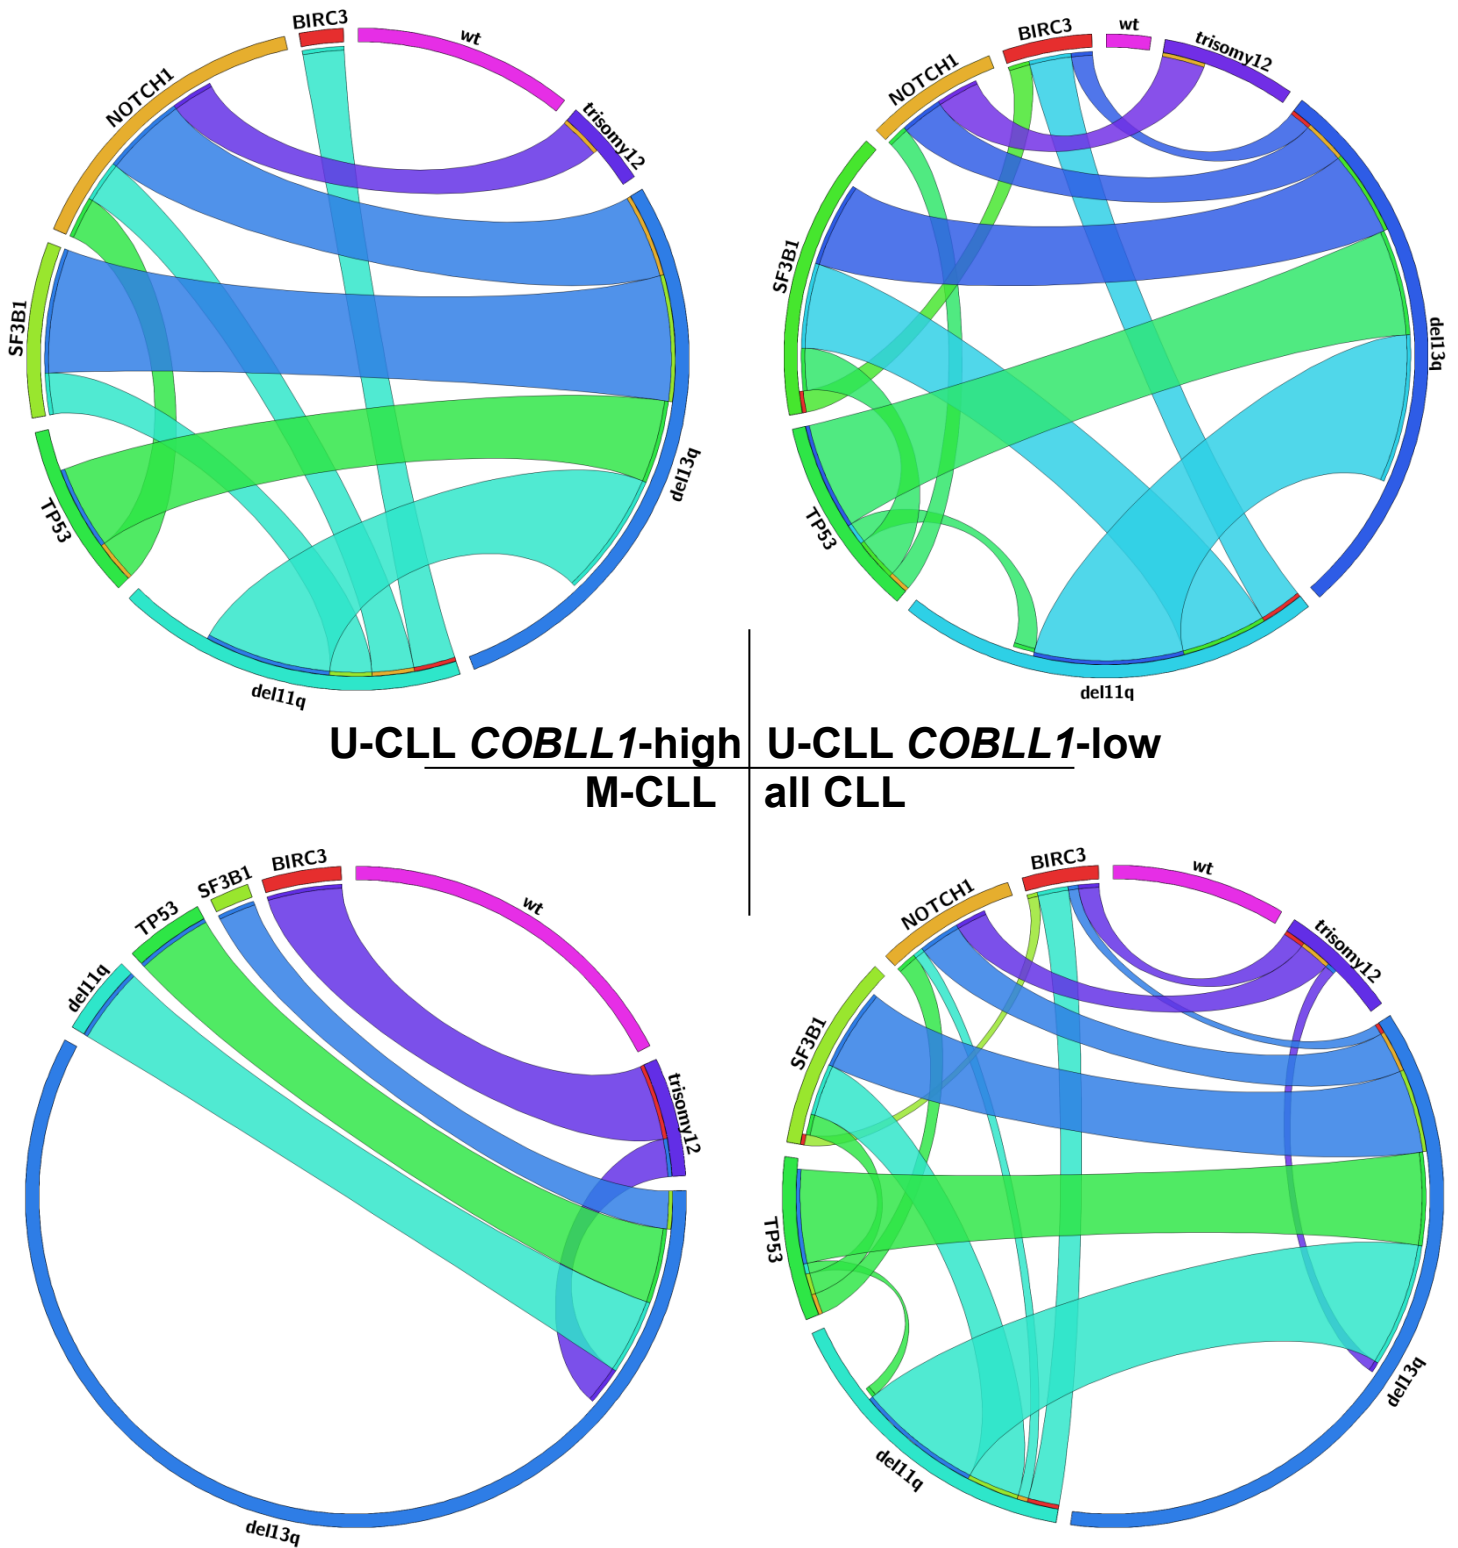 BIRC3
wt
NOTCH1
trisomy12
SF3B1
TP53
del13q
del11q
BIRC3
wt
trisomy12
NOTCH1
SF3B1
del13q
TP53
del11q
U-CLL COBLL1-high
U-CLL COBLL1-low
M-CLL
all CLL
BIRC3
SF3B1
TP53
wt
del11q
trisomy12
del13q
BIRC3
wt
NOTCH1
trisomy12
SF3B1
TP53
del13q
del11q